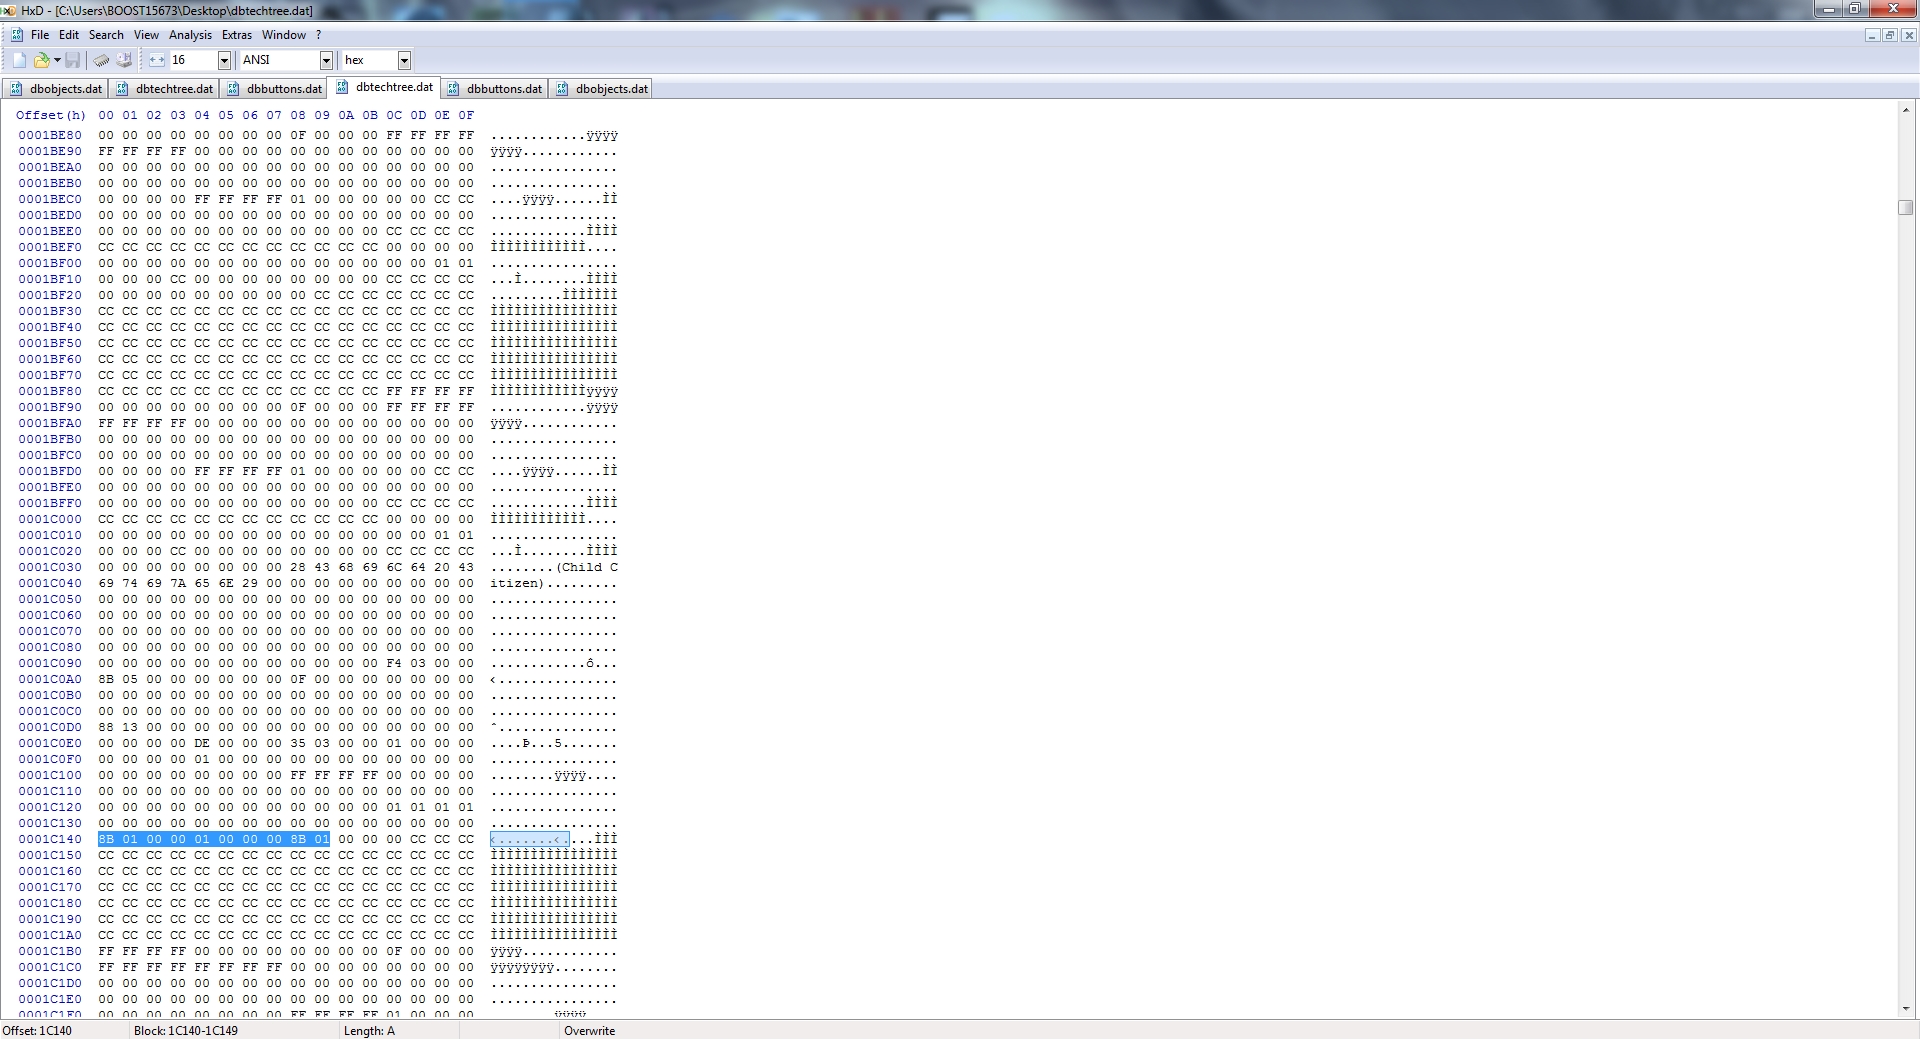 HxD - [C:\Users\BOOST15673\Desktop\dbtechtree.dat]
File Edit Search View Analysis Extras Window ?
16 ANSI hex
dbobjects.dat dbtechtree.dat dbbuttons.dat dbtechtree.dat dbbuttons.dat dbobjects.dat
Offset(h) 00 01 02 03 04 05 06 07 08 09 0A 0B 0C 0D 0E 0F
0001BE80 00 00 00 00 00 00 00 00 0F 00 00 00 FF FF FF FF ............ÿÿÿÿ
0001BE90 FF FF FF FF 00 00 00 00 00 00 00 00 00 00 00 00 ÿÿÿÿ............
0001BEA0 00 00 00 00 00 00 00 00 00 00 00 00 00 00 00 00 ................
0001BEB0 00 00 00 00 00 00 00 00 00 00 00 00 00 00 00 00 ................
0001BEC0 00 00 00 00 FF FF FF FF 01 00 00 00 00 00 CC CC ....ÿÿÿÿ......ÌÌ
0001BED0 00 00 00 00 00 00 00 00 00 00 00 00 00 00 00 00 ................
0001BEE0 00 00 00 00 00 00 00 00 00 00 00 00 CC CC CC CC ............ÌÌÌÌ
0001BEF0 CC CC CC CC CC CC CC CC CC CC CC CC 00 00 00 00 ÌÌÌÌÌÌÌÌÌÌÌÌ....
0001BF00 00 00 00 00 00 00 00 00 00 00 00 00 00 00 01 01 ................
0001BF10 00 00 00 CC 00 00 00 00 00 00 00 00 CC CC CC CC ...Ì........ÌÌÌÌ
0001BF20 00 00 00 00 00 00 00 00 00 CC CC CC CC CC CC CC .........ÌÌÌÌÌÌÌ
0001BF30 CC CC CC CC CC CC CC CC CC CC CC CC CC CC CC CC ÌÌÌÌÌÌÌÌÌÌÌÌÌÌÌÌ
0001BF40 CC CC CC CC CC CC CC CC CC CC CC CC CC CC CC CC ÌÌÌÌÌÌÌÌÌÌÌÌÌÌÌÌ
0001BF50 CC CC CC CC CC CC CC CC CC CC CC CC CC CC CC CC ÌÌÌÌÌÌÌÌÌÌÌÌÌÌÌÌ
0001BF60 CC CC CC CC CC CC CC CC CC CC CC CC CC CC CC CC ÌÌÌÌÌÌÌÌÌÌÌÌÌÌÌÌ
0001BF70 CC CC CC CC CC CC CC CC CC CC CC CC CC CC CC CC ÌÌÌÌÌÌÌÌÌÌÌÌÌÌÌÌ
0001BF80 CC CC CC CC CC CC CC CC CC CC CC CC FF FF FF FF ÌÌÌÌÌÌÌÌÌÌÌÌÿÿÿÿ
0001BF90 00 00 00 00 00 00 00 00 0F 00 00 00 FF FF FF FF ............ÿÿÿÿ
0001BFA0 FF FF FF FF 00 00 00 00 00 00 00 00 00 00 00 00 ÿÿÿÿ............
0001BFB0 00 00 00 00 00 00 00 00 00 00 00 00 00 00 00 00 ................
0001BFC0 00 00 00 00 00 00 00 00 00 00 00 00 00 00 00 00 ................
0001BFD0 00 00 00 00 FF FF FF FF 01 00 00 00 00 00 CC CC ....ÿÿÿÿ......ÌÌ
0001BFE0 00 00 00 00 00 00 00 00 00 00 00 00 00 00 00 00 ................
0001BFF0 00 00 00 00 00 00 00 00 00 00 00 00 CC CC CC CC ............ÌÌÌÌ
0001C000 CC CC CC CC CC CC CC CC CC CC CC CC 00 00 00 00 ÌÌÌÌÌÌÌÌÌÌÌÌ....
0001C010 00 00 00 00 00 00 00 00 00 00 00 00 00 00 01 01 ................
0001C020 00 00 00 CC 00 00 00 00 00 00 00 00 CC CC CC CC ...Ì........ÌÌÌÌ
0001C030 00 00 00 00 00 00 00 00 28 43 68 69 6C 64 20 43 ........(Child C
0001C040 69 74 69 7A 65 6E 29 00 00 00 00 00 00 00 00 00 itizen).........
0001C050 00 00 00 00 00 00 00 00 00 00 00 00 00 00 00 00 ................
0001C060 00 00 00 00 00 00 00 00 00 00 00 00 00 00 00 00 ................
0001C070 00 00 00 00 00 00 00 00 00 00 00 00 00 00 00 00 ................
0001C080 00 00 00 00 00 00 00 00 00 00 00 00 00 00 00 00 ................
0001C090 00 00 00 00 00 00 00 00 00 00 00 00 F4 03 00 00 ............ô...
0001C0A0 8B 05 00 00 00 00 00 00 0F 00 00 00 00 00 00 00 ‹...............
0001C0B0 00 00 00 00 00 00 00 00 00 00 00 00 00 00 00 00 ................
0001C0C0 00 00 00 00 00 00 00 00 00 00 00 00 00 00 00 00 ................
0001C0D0 88 13 00 00 00 00 00 00 00 00 00 00 00 00 00 00 ˆ...............
0001C0E0 00 00 00 00 DE 00 00 00 35 03 00 00 01 00 00 00 ....Þ...5.......
0001C0F0 00 00 00 00 01 00 00 00 00 00 00 00 00 00 00 00 ................
0001C100 00 00 00 00 00 00 00 00 FF FF FF FF 00 00 00 00 ........ÿÿÿÿ....
0001C110 00 00 00 00 00 00 00 00 00 00 00 00 00 00 00 00 ................
0001C120 00 00 00 00 00 00 00 00 00 00 00 00 01 01 01 01 ................
0001C130 00 00 00 00 00 00 00 00 00 00 00 00 00 00 00 00 ................
0001C140 8B 01 00 00 01 00 00 00 8B 01 00 00 00 CC CC CC ‹.......‹....ÌÌÌ
0001C150 CC CC CC CC CC CC CC CC CC CC CC CC CC CC CC CC ÌÌÌÌÌÌÌÌÌÌÌÌÌÌÌÌ
0001C160 CC CC CC CC CC CC CC CC CC CC CC CC CC CC CC CC ÌÌÌÌÌÌÌÌÌÌÌÌÌÌÌÌ
0001C170 CC CC CC CC CC CC CC CC CC CC CC CC CC CC CC CC ÌÌÌÌÌÌÌÌÌÌÌÌÌÌÌÌ
0001C180 CC CC CC CC CC CC CC CC CC CC CC CC CC CC CC CC ÌÌÌÌÌÌÌÌÌÌÌÌÌÌÌÌ
0001C190 CC CC CC CC CC CC CC CC CC CC CC CC CC CC CC CC ÌÌÌÌÌÌÌÌÌÌÌÌÌÌÌÌ
0001C1A0 CC CC CC CC CC CC CC CC CC CC CC CC CC CC CC CC ÌÌÌÌÌÌÌÌÌÌÌÌÌÌÌÌ
0001C1B0 FF FF FF FF 00 00 00 00 00 00 00 00 0F 00 00 00 ÿÿÿÿ............
0001C1C0 FF FF FF FF FF FF FF FF 00 00 00 00 00 00 00 00 ÿÿÿÿÿÿÿÿ........
0001C1D0 00 00 00 00 00 00 00 00 00 00 00 00 00 00 00 00 ................
0001C1E0 00 00 00 00 00 00 00 00 00 00 00 00 00 00 00 00 ................
0001C1F0 00 00 00 00 00 00 00 00 FF FF FF FF 01 00 00 00 ........ÿÿÿÿ....
Offset: 1C140 Block: 1C140-1C149 Length: A Overwrite